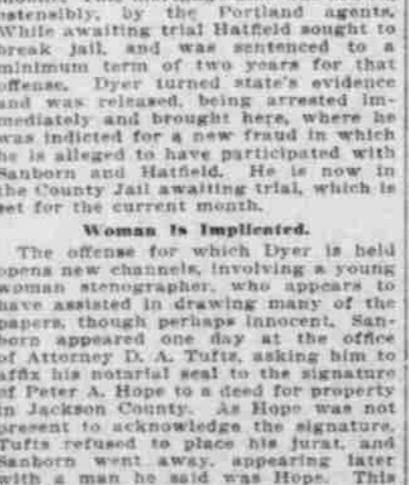 ostensibly, by the Portland agents.
While awaiting trial Hatfield sought to
break jail, and was sentenced to a
minimum term of two years for that
offense. Dyer turned state's evidence
and was released, being arrested im-
mediately and brought here, where he
was indicted for a new fraud in which
he is alleged to have participated with
Sanborn and Hatfield. He is now in
the County Jail awaiting trial, which is
set for the current month.
Woman Is Implicated.
The offense for which Dyer is held
opens new channels, involving a young
woman stenographer, who appears to
have assisted in drawing many of the
papers, though perhaps innocent. San-
born appeared one day at the office
of Attorney D. A. Tufts, asking him to
affix his notarial seal to the signature
of Peter A. Hope to a deed for property
in Jackson County. As Hope was not
present to acknowledge the signature,
Tufts refused to place his jurat, and
Sanborn went away, appearing later
with a man he said was Hope. This